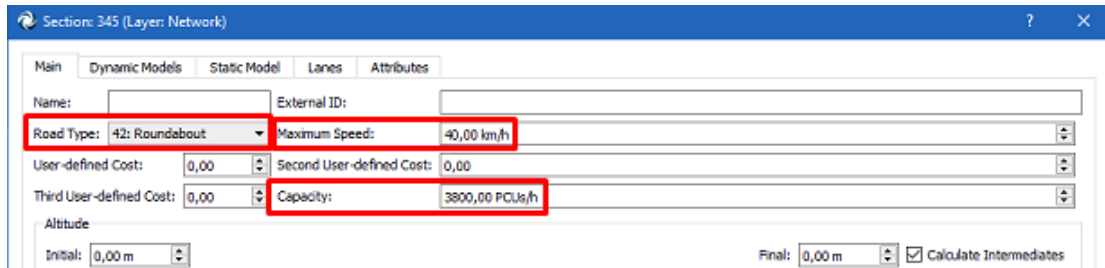 Section: 345 (Layer: Network) ?
Main Dynamic Models Static Model Lanes Attributes
Name: External ID:
Road Type: 42: Roundabout Maximum Speed: 40,00 km/h
User-defined Cost: 0,00 Second User-defined Cost: 0,00
Third User-defined Cost: 0,00 Capacity: 3800,00 PCUs/h
Altitude
Initial: 0,00 m Final: 0,00 m Calculate Intermediates